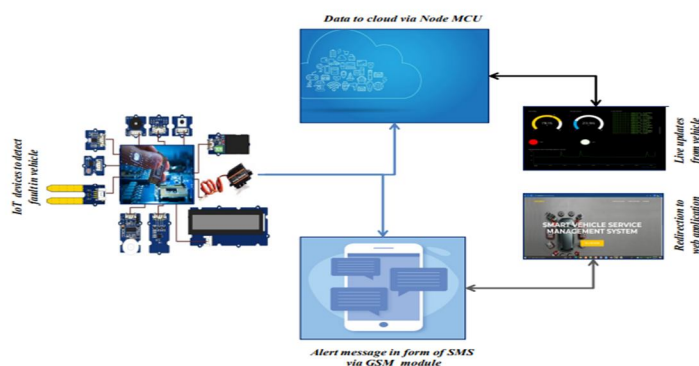 Data to cloud via Node MCU
IoT devices to detect
fault in vehicle
Live updates
from vehicle
SMART VEHICLE SERVICE
MANAGEMENT SYSTEM
Redirection to
web application
Alert message in form of SMS
via GSM module